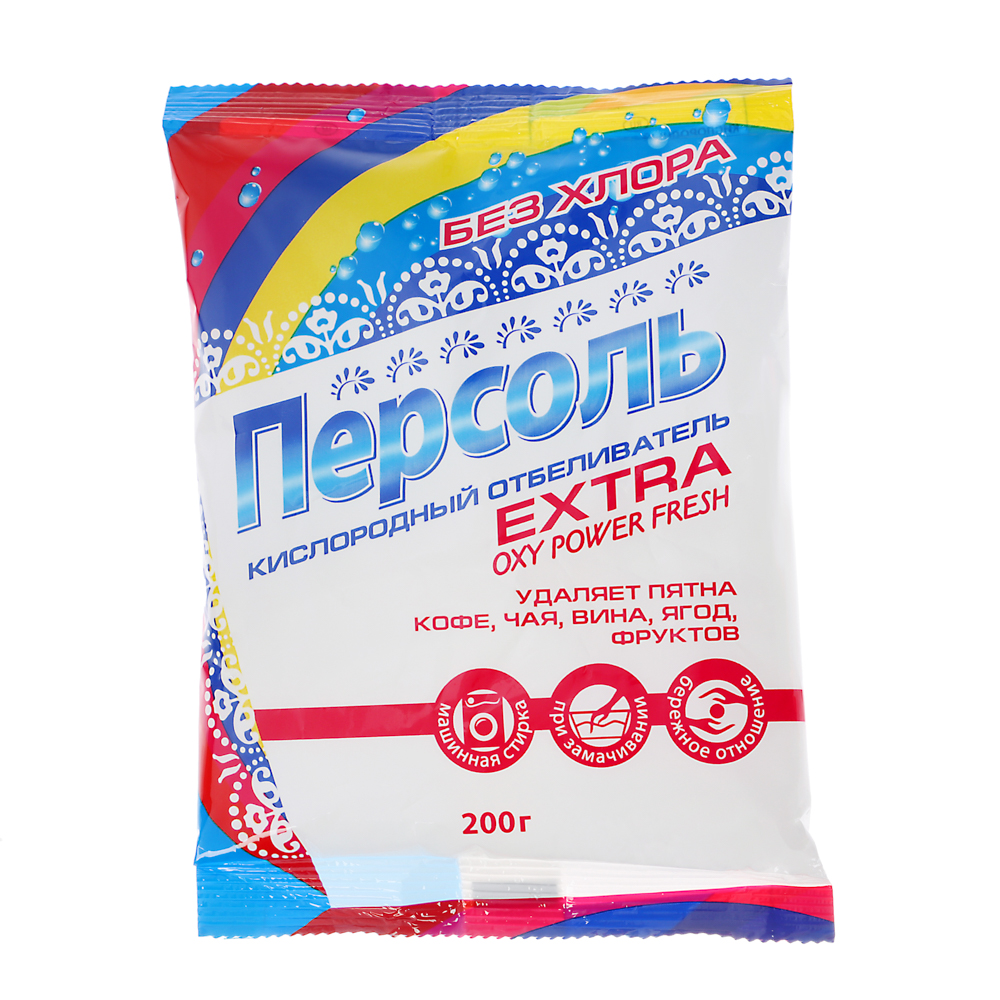 БЕЗ ХЛОРА
Персоль
КИСЛОРОДНЫЙ ОТБЕЛИВАТЕЛЬ
EXTRA
OXY POWER FRESH
УДАЛЯЕТ ПЯТНА
КОФЕ, ЧАЯ, ВИНА, ЯГОД,
ФРУКТОВ
машинная стирка
при замачивании
бережное отношение
200г